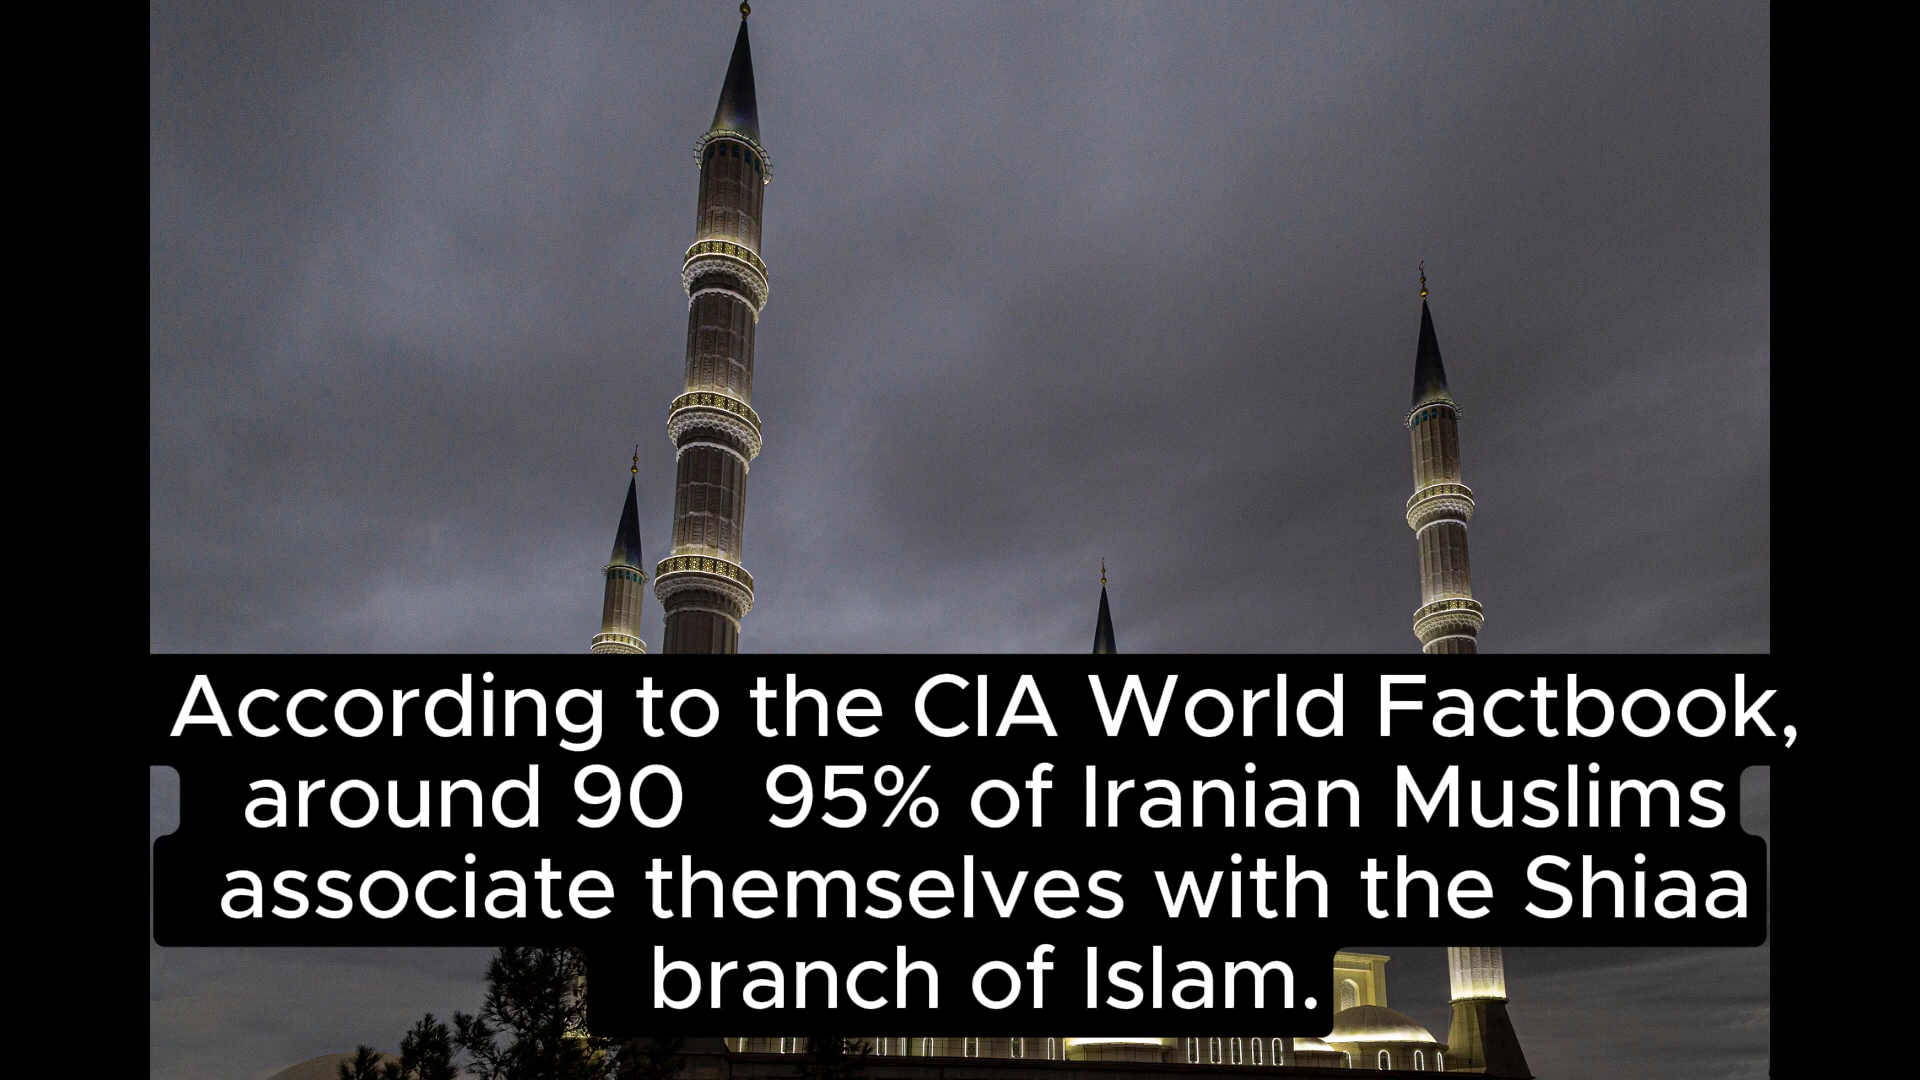 According to the CIA World Factbook,
around 90   95% of Iranian Muslims
associate themselves with the Shiaa
branch of Islam.